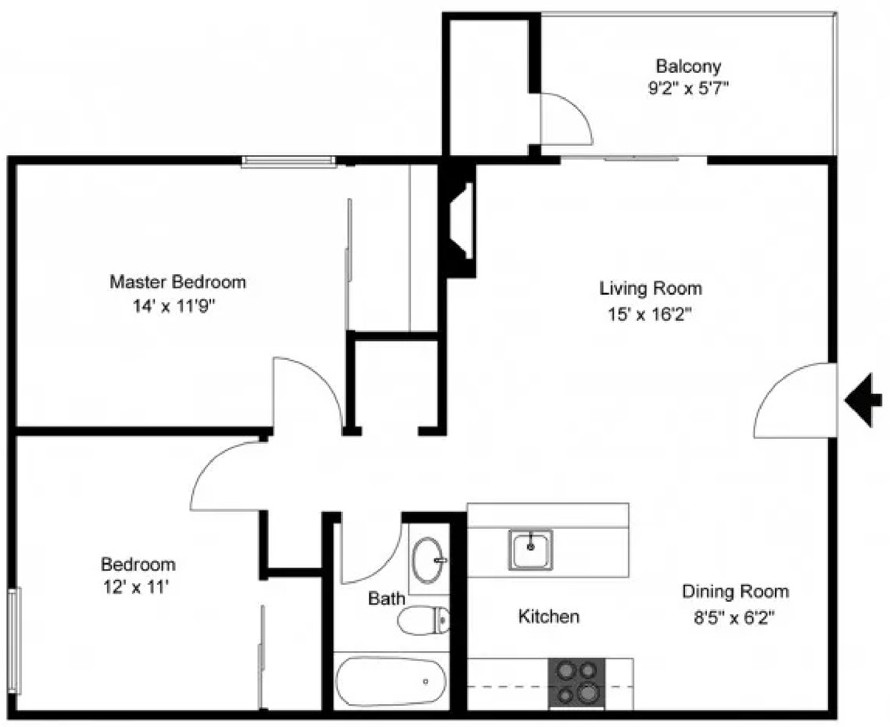 Balcony
9'2" x 5'7"
Master Bedroom
14' x 11'9"
Living Room
15' x 16'2"
Bedroom
12' x 11'
Bath
Kitchen
Dining Room
8'5" x 6'2"